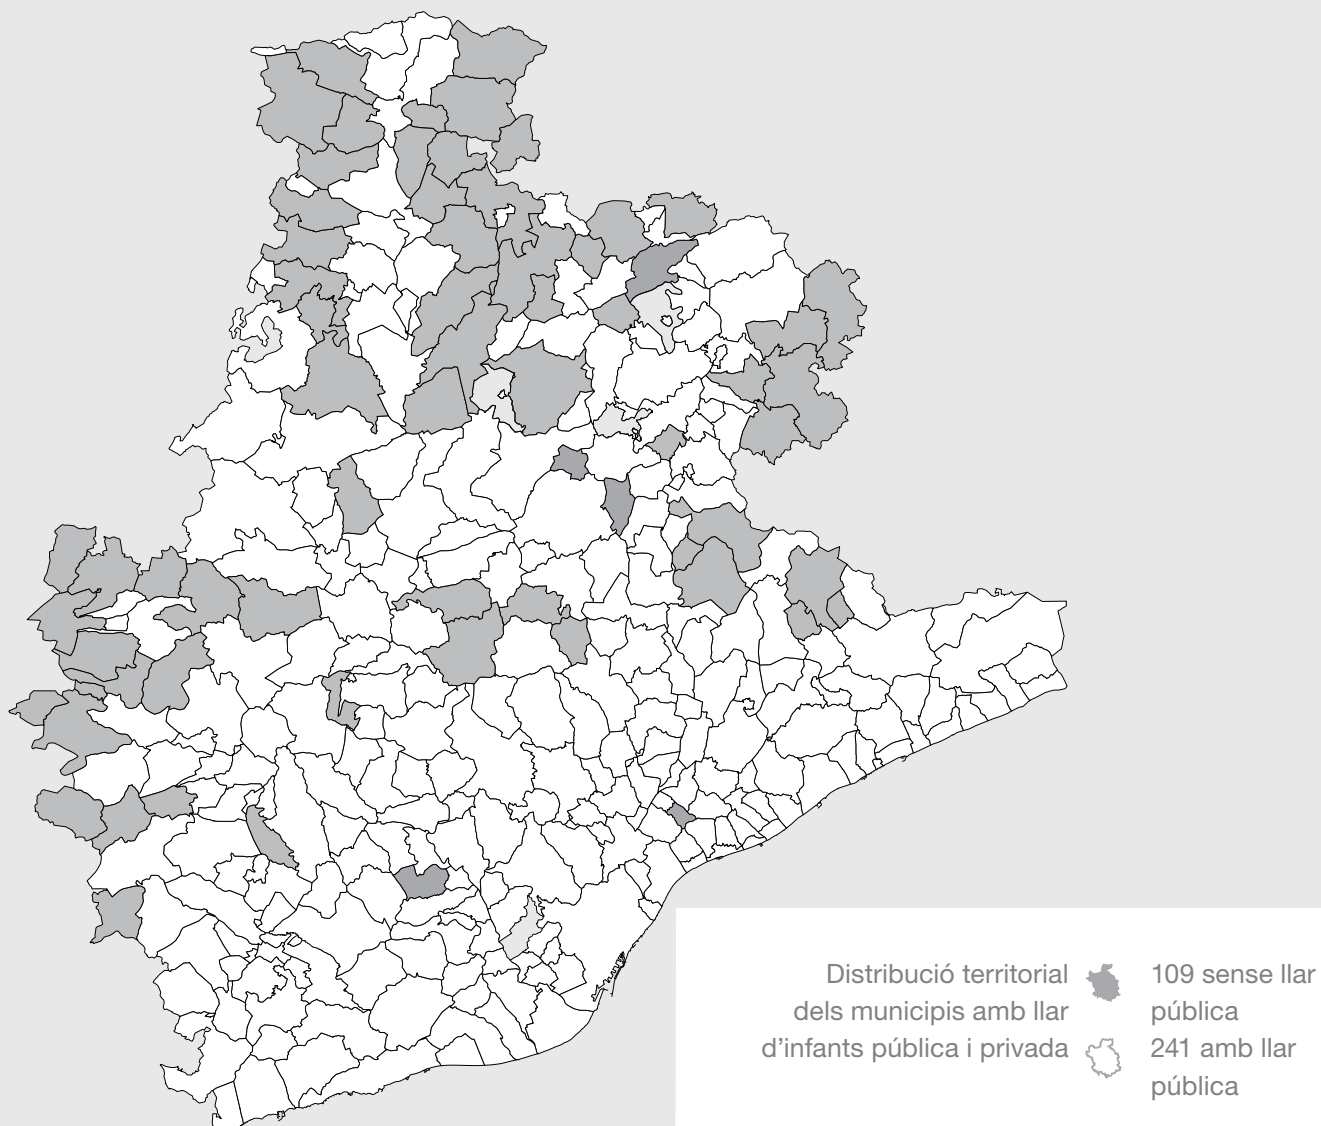 Distribució territorial
dels municipis amb llar
d'infants pública i privada
109 sense llar
pública
241 amb llar
pública